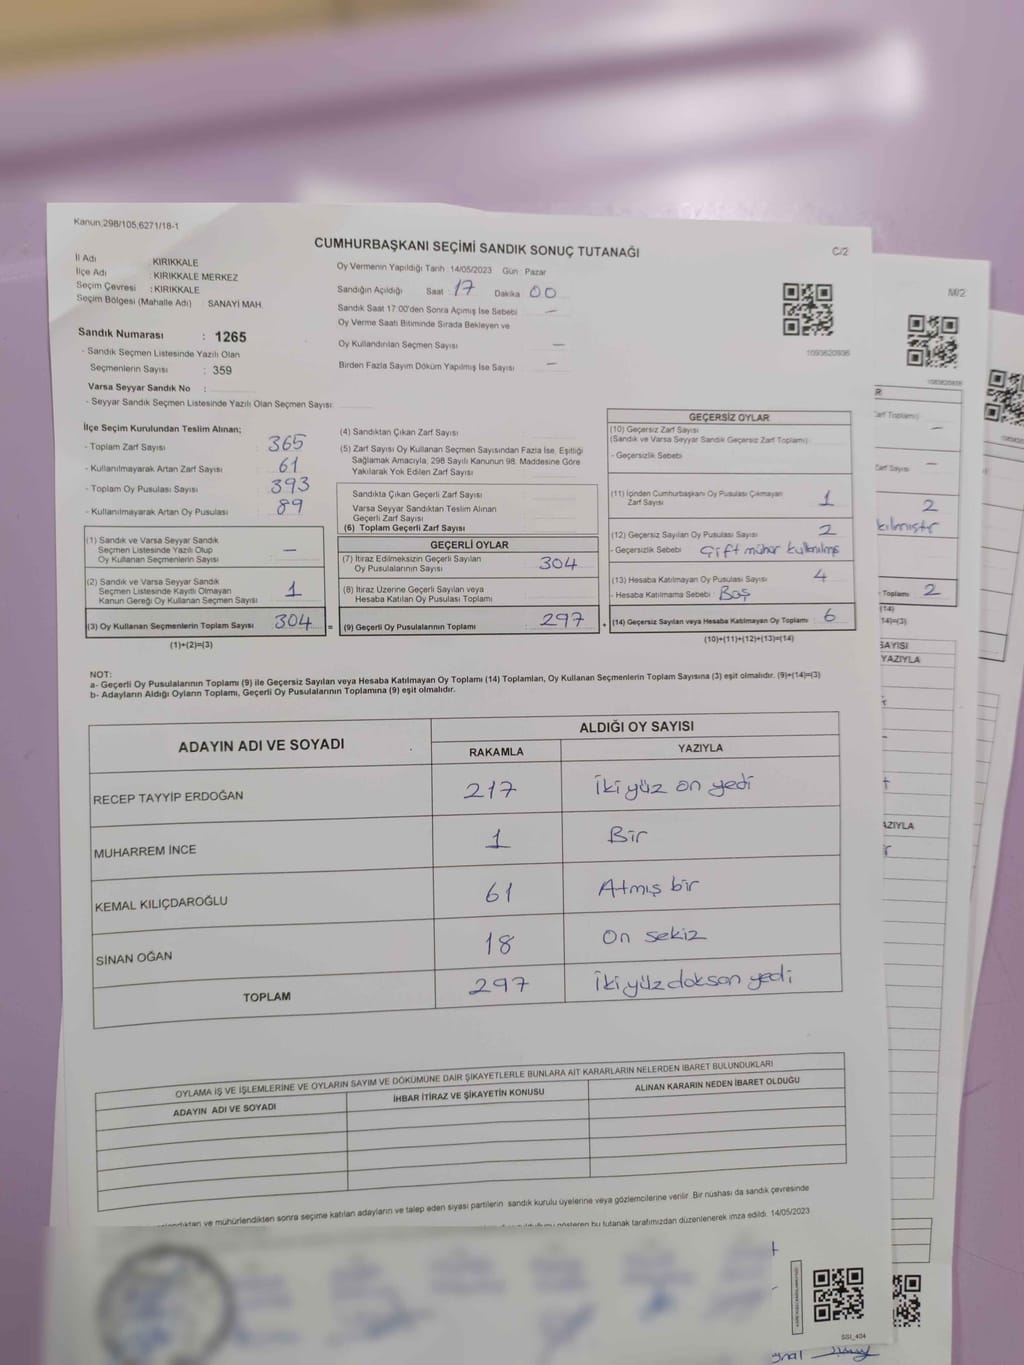 Kanun,298/105,6271/18-1
CUMHURBAŞKANI SEÇİMİ SANDIK SONUÇ TUTANAĞI
C/2
İl Adı KIRIKKALE
İlçe Adı : KIRIKKALE MERKEZ
Seçim Çevresi : KIRIKKALE
Seçim Bölgesi (Mahalle Adı) : SANAYİ MAH.
Sandık Numarası : 1265
- Sandık Seçmen Listesinde Yazılı Olan
Seçmenlerin Sayısı : 359
Varsa Seyyar Sandık No :
- Seyyar Sandık Seçmen Listesinde Yazılı Olan Seçmen Sayısı:
Oy Vermenin Yapıldığı Tarih :14/05/2023 Gün : Pazar
Sandığın Açıldığı Saat 17 Dakika 00
Sandık Saat 17:00'den Sonra Açımış İse Sebebi —
Oy Verme Saati Bitiminde Sırada Bekleyen ve
Oy Kullandırılan Seçmen Sayısı —
Birden Fazla Sayım Döküm Yapılmış İse Sayısı —
1093620936
İlçe Seçim Kurulundan Teslim Alınan;
- Toplam Zarf Sayısı : 365
- Kullanılmayarak Artan Zarf Sayısı : 61
- Toplam Oy Pusulası Sayısı : 393
- Kullanılmayarak Artan Oy Pusulası : 89
(1) Sandık ve Varsa Seyyar Sandık
Seçmen Listesinde Yazılı Olup
Oy Kullanan Seçmenlerin Sayısı —
(2) Sandık ve Varsa Seyyar Sandık
Seçmen Listesinde Kayıtlı Olmayan
Kanun Gereği Oy Kullanan Seçmen Sayısı 1
(3) Oy Kullanan Seçmenlerin Toplam Sayısı 304 =
(1)+(2)=(3)
(4) Sandıktan Çıkan Zarf Sayısı
(5) Zarf Sayısı Oy Kullanan Seçmen Sayısından Fazla İse, Eşitliği
Sağlamak Amacıyla, 298 Sayılı Kanunun 98. Maddesine Göre
Yakılarak Yok Edilen Zarf Sayısı
Sandıkta Çıkan Geçerli Zarf Sayısı
Varsa Seyyar Sandıktan Teslim Alınan
Geçerli Zarf Sayısı
(6) Toplam Geçerli Zarf Sayısı
GEÇERLİ OYLAR
(7) İtiraz Edilmeksizin Geçerli Sayılan
Oy Pusulalarının Sayısı 304
(8) İtiraz Üzerine Geçerli Sayılan veya
Hesaba Katılan Oy Pusulası Toplamı
(9) Geçerli Oy Pusulalarının Toplamı 297
GEÇERSİZ OYLAR
(10) Geçersiz Zarf Sayısı
(Sandık ve Varsa Seyyar Sandık Geçersiz Zarf Toplamı):
- Geçersizlik Sebebi
(11) İçinden Cumhurbaşkanı Oy Pusulası Çıkmayan
Zarf Sayısı 1
(12) Geçersiz Sayılan Oy Pusulası Sayısı 2
- Geçersizlik Sebebi Çift mühür kullanılmış
(13) Hesaba Katılmayan Oy Pusulası Sayısı 4
- Hesaba Katılmama Sebebi : Boş
(14) Geçersiz Sayılan veya Hesaba Katılmayan Oy Toplamı : 6
(10)+(11)+(12)+(13)=(14)
NOT:
a- Geçerli Oy Pusulalarının Toplamı (9) ile Geçersiz Sayılan veya Hesaba Katılmayan Oy Toplamı (14) Toplamları, Oy Kullanan Seçmenlerin Toplam Sayısına (3) eşit olmalıdır. (9)+(14)=(3)
b- Adayların Aldığı Oyların Toplamı, Geçerli Oy Pusulalarının Toplamına (9) eşit olmalıdır.
ADAYIN ADI VE SOYADI
ALDIĞI OY SAYISI
RAKAMLA YAZIYLA
RECEP TAYYİP ERDOĞAN 217 İki yüz on yedi
MUHARREM İNCE 1 Bir
KEMAL KILIÇDAROĞLU 61 Atmış bir
SİNAN OĞAN 18 On sekiz
TOPLAM 297 İki yüz doksan yedi
OYLAMA İŞ VE İŞLEMLERİNE VE OYLARIN SAYIM VE DÖKÜMÜNE DAİR ŞİKAYETLERLE BUNLARA AİT KARARLARIN NELERDEN İBARET BULUNDUKLARI
ADAYIN ADI VE SOYADI İHBAR İTİRAZ VE ŞİKAYETİN KONUSU ALINAN KARARIN NEDEN İBARET OLDUĞU
ve mühürlendikten sonra seçime katılan adayların ve talep eden siyasi partilerin sandık kurulu üyelerine veya gözlemcilerine verilir. Bir nüshası da sandık çevresinde
gösteren bu tutanak tarafımızdan düzenlenerek imza edildi. 14/05/2023
SSI_404
M/2
Zarf Toplamı)
—
Zarf Sayısı —
2
kılmıştır
Toplamı 2
(14)
SAYISI
YAZIYLA